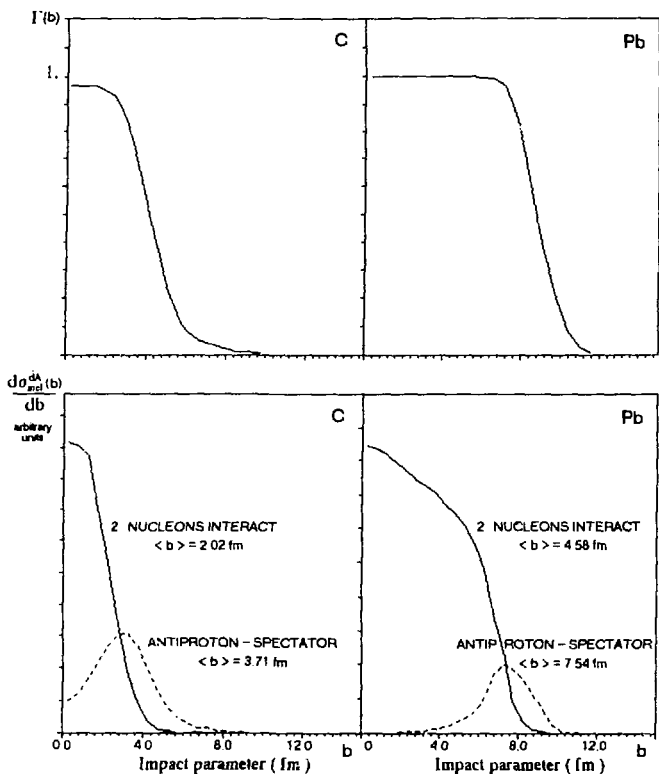 Γ(b)
C
Pb
1.
dσ^dA_incl(b)
db
arbitrary
units
C
Pb
2 NUCLEONS INTERACT
< b > = 2 02 fm
2 NUCLEONS INTERACT
< b > = 4 58 fm
ANTIPROTON – SPECTATOR
< b > = 3.71 fm
ANTIPROTON – SPECTATOR
< b > = 7 54 fm
0.0 4.0 8.0 12.0 b
0 4.0 8.0 12.0 b
Impact parameter ( fm )
Impact parameter ( fm )